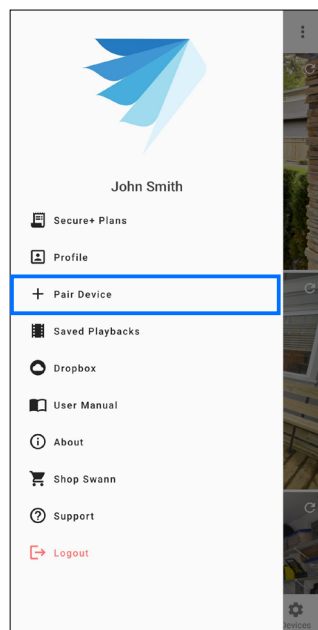 John Smith
Secure+ Plans
Profile
Pair Device
Saved Playbacks
Dropbox
User Manual
About
Shop Swann
Support
Logout
Devices